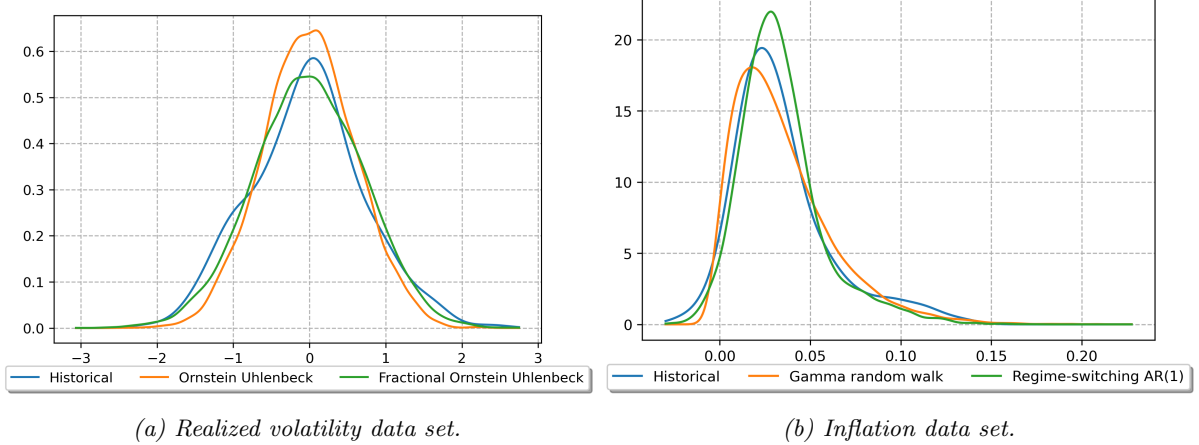 0.6
0.5
0.4
0.3
0.2
0.1
0.0
−3 −2 −1 0 1 2 3
Historical Ornstein Uhlenbeck Fractional Ornstein Uhlenbeck
(a) Realized volatility data set.
20
15
10
5
0
0.00 0.05 0.10 0.15 0.20
Historical Gamma random walk Regime-switching AR(1)
(b) Inflation data set.